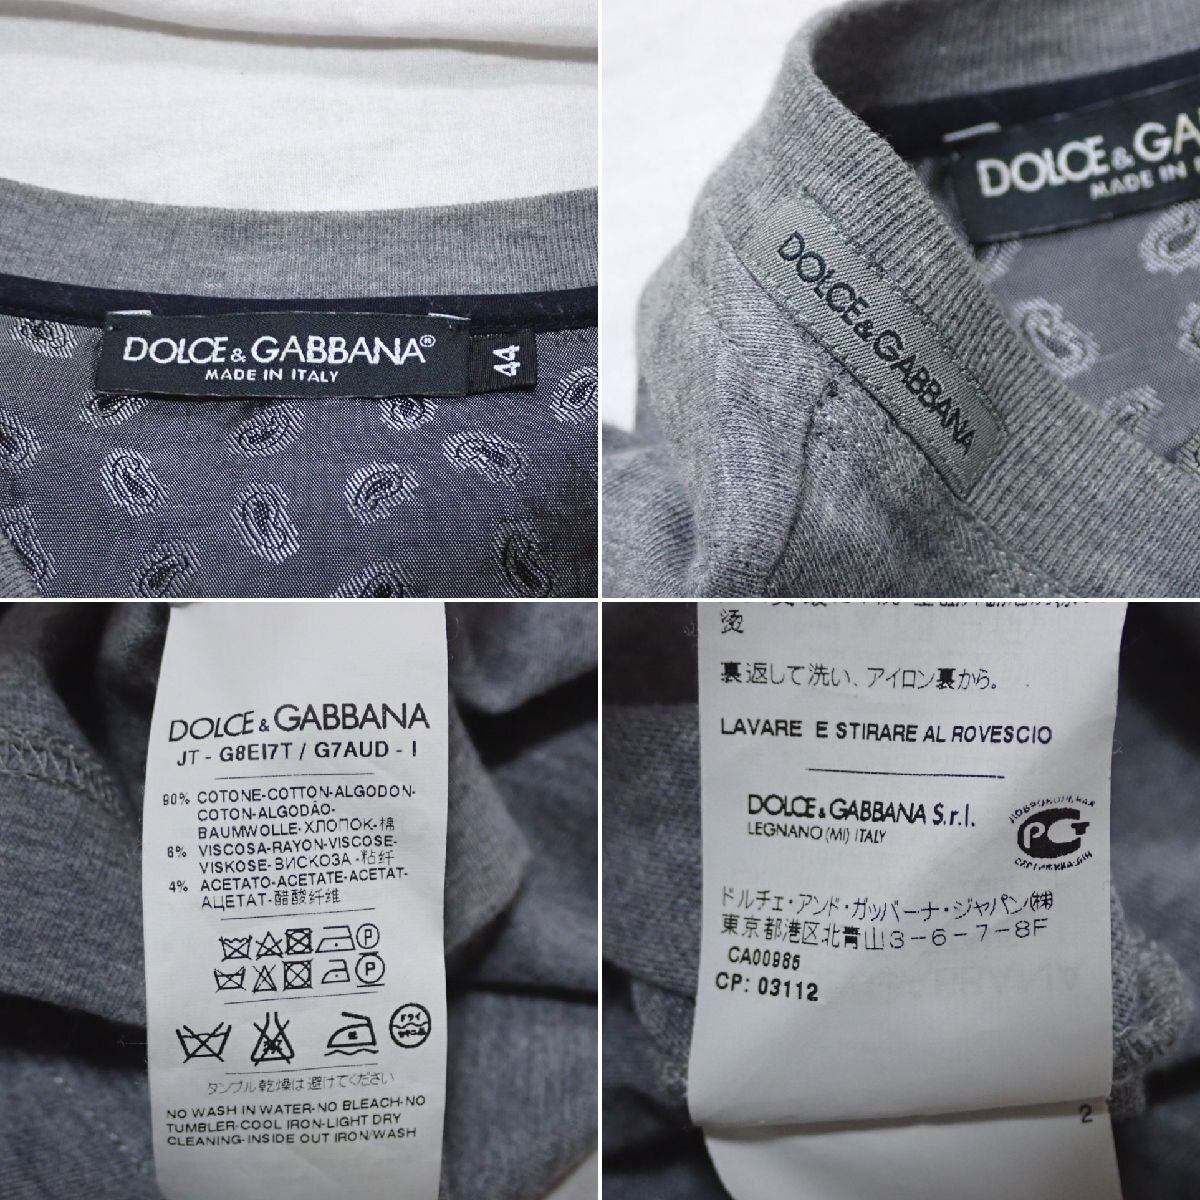 DOLCE & GABBANA®
MADE IN ITALY
44
DOLCE & GA
MADE IN
DOLCE & GABBANA
DOLCE & GABBANA
JT - G8EI7T / G7AUD - I
90% COTONE-COTTON-ALGODON-
COTON-ALGODÃO-
BAUMWOLLE-ХЛОПОК-棉
6% VISCOSA-RAYON-VISCOSE-
VISKOSE-ВИСКОЗА-粘纤
4% ACETATO-ACETATE-ACETAT-
АЦЕТАТ-醋酸纤维
P
P
ドライ
タンブル乾燥は避けてください
NO WASH IN WATER-NO BLEACH-NO
TUMBLER-COOL IRON-LIGHT DRY
CLEANING-INSIDE OUT IRON/WASH
烫
裏返して洗い、アイロン裏から。
LAVARE E STIRARE AL ROVESCIO
DOLCE & GABBANA S.r.l.
LEGNANO (MI) ITALY
ドルチェ・アンド・ガッバーナ・ジャパン(株)
東京都港区北青山3-6-7-8F
CA00985
CP: 03112
2